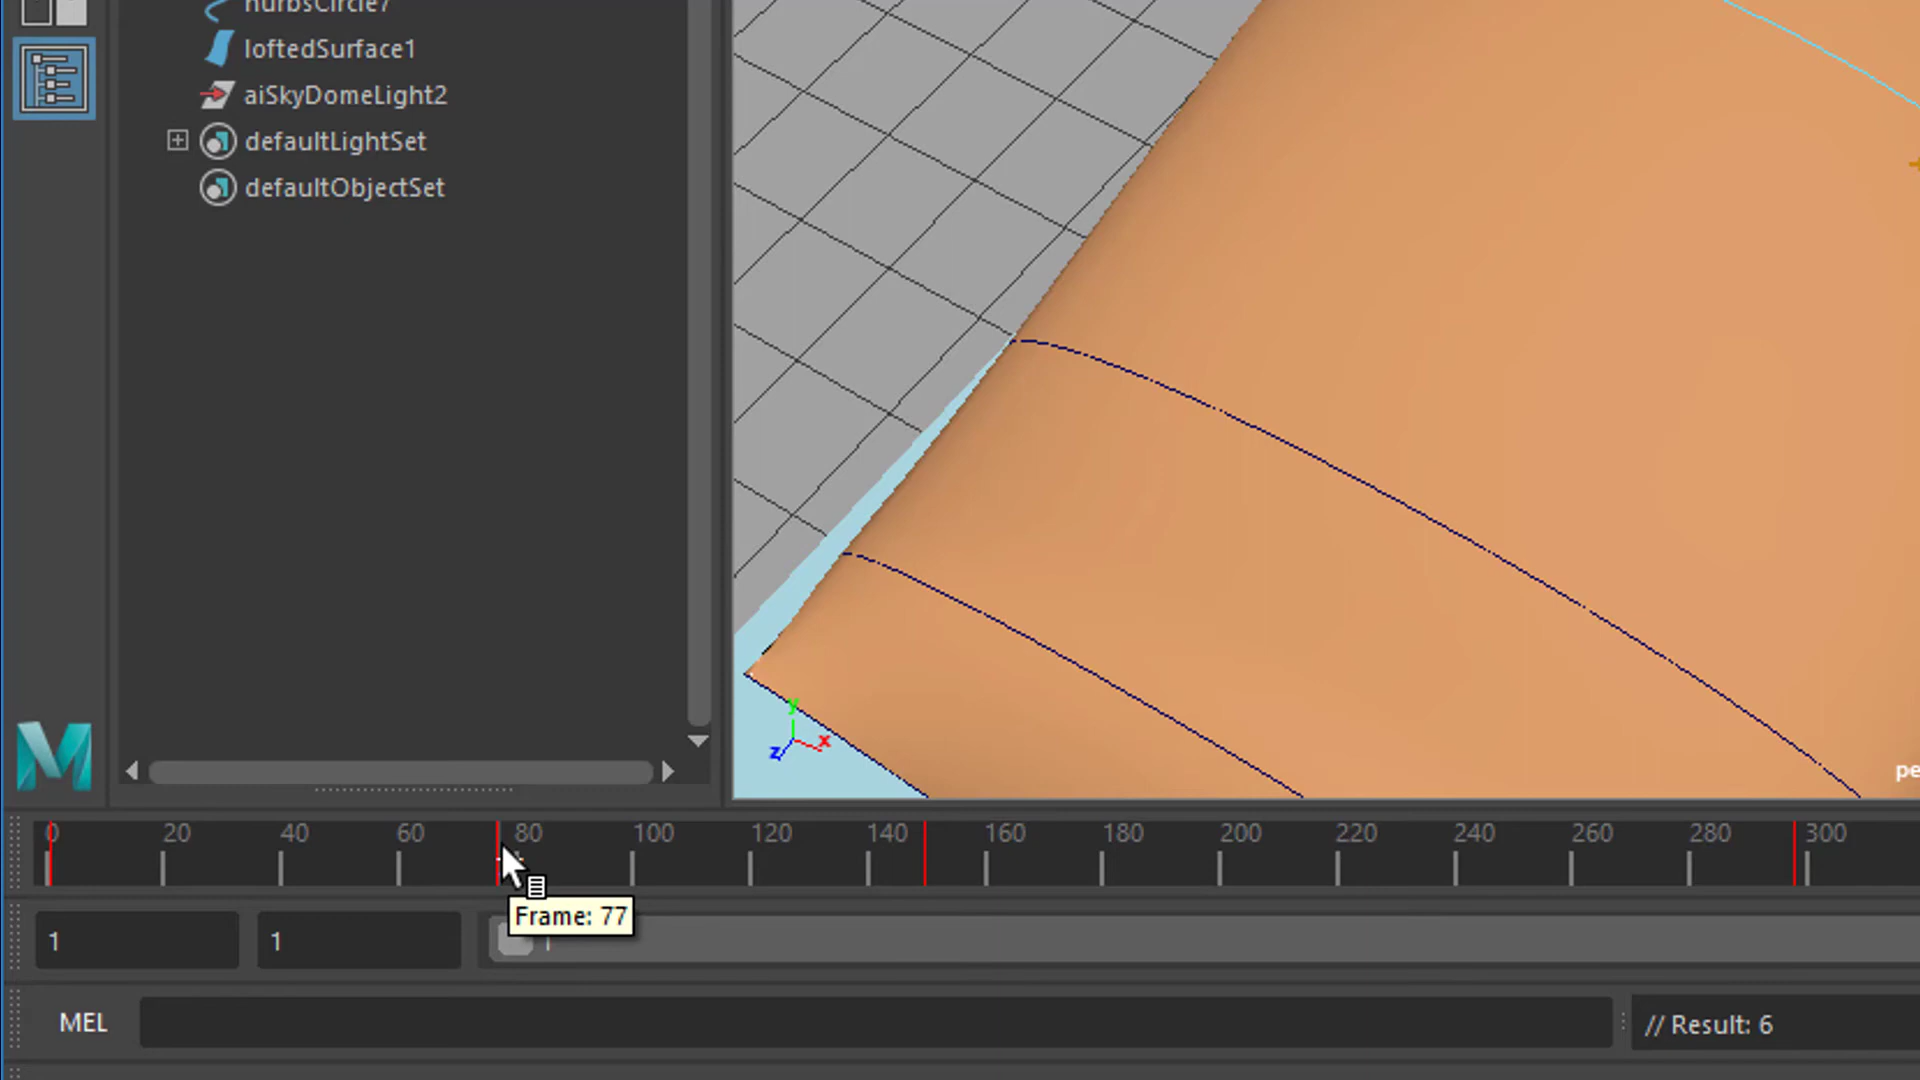 nurbsCircle7
loftedSurface1
aiSkyDomeLight2
defaultLightSet
defaultObjectSet
y
x
z
pe
0 20 40 60 80 100 120 140 160 180 200 220 240 260 280 300
Frame: 77
1 1
MEL
// Result: 6